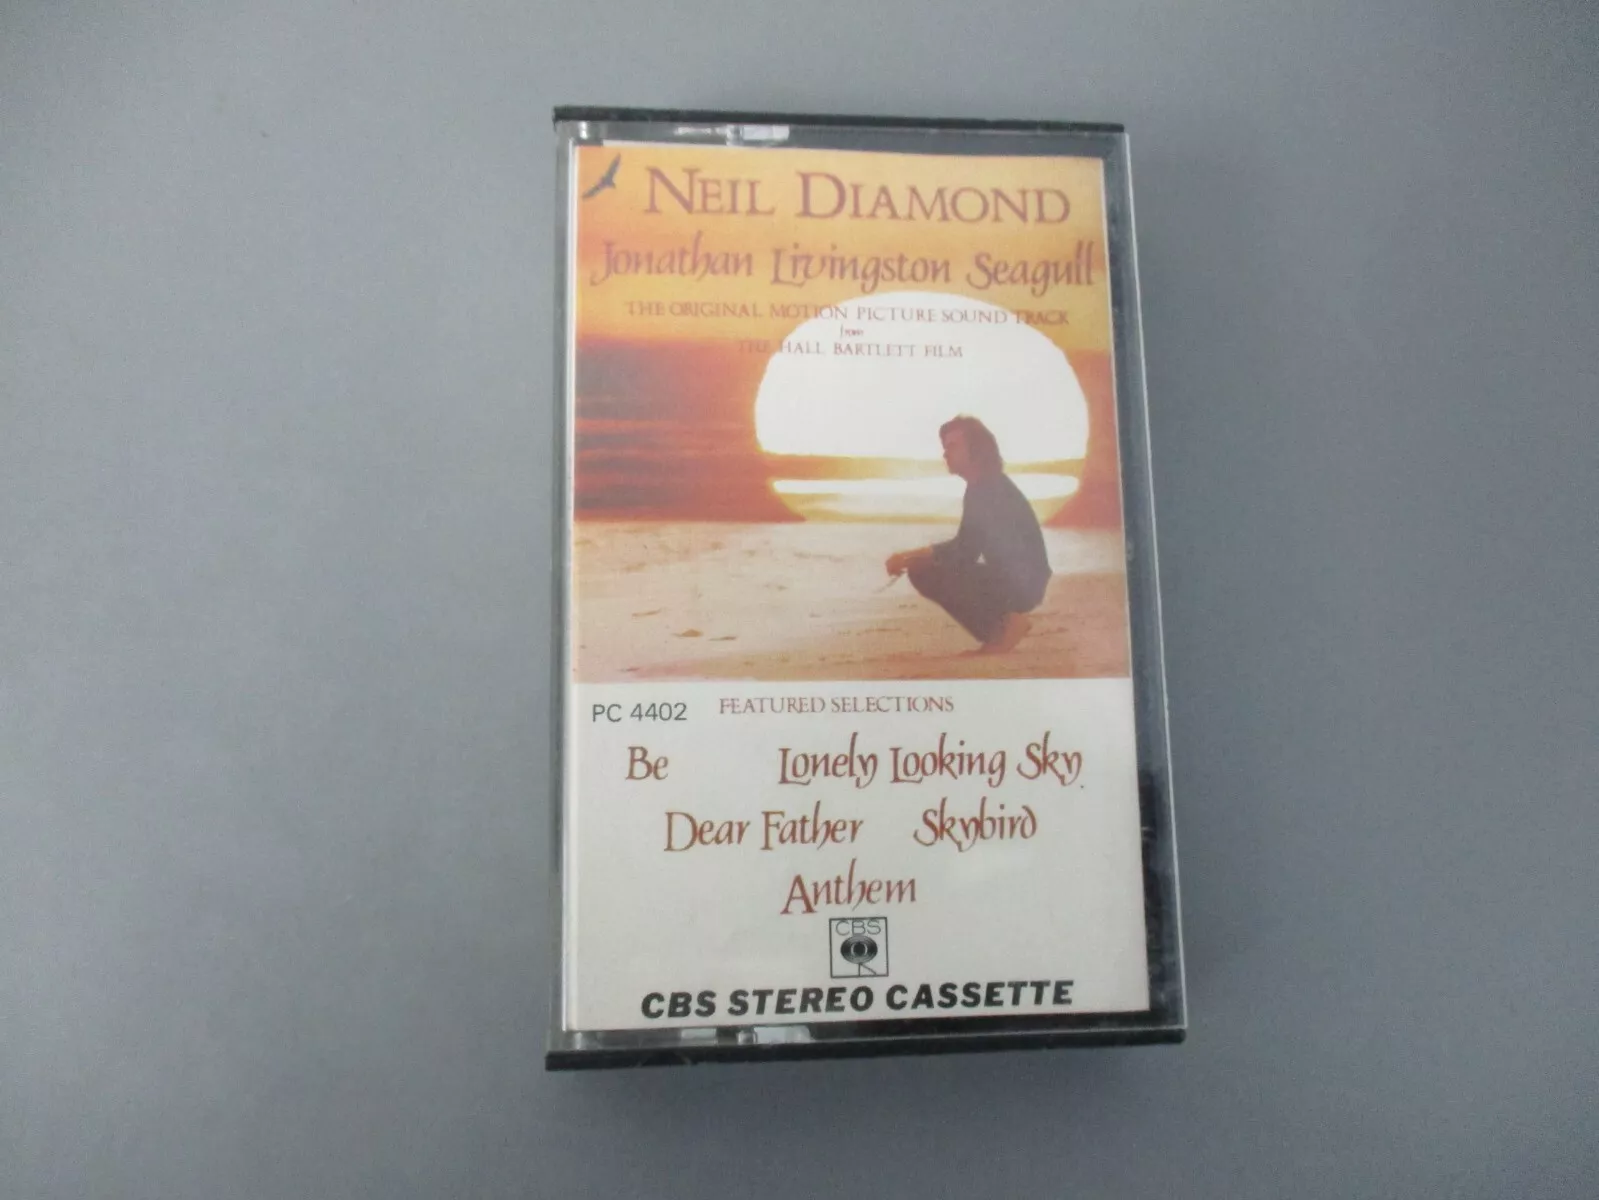 NEIL DIAMOND
Jonathan Livingston Seagull
THE ORIGINAL MOTION PICTURE SOUND TRACK
from
THE HALL BARTLETT FILM
PC 4402 FEATURED SELECTIONS
Be Lonely Looking Sky
Dear Father Skybird
Anthem
CBS
CBS STEREO CASSETTE